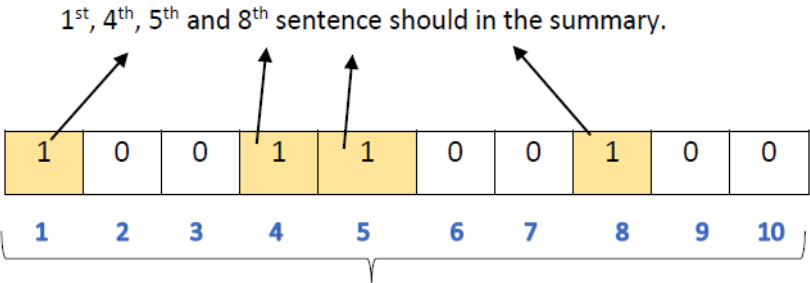 1st, 4th, 5th and 8th sentence should in the summary.
1 0 0 1 1 0 0 1 0 0
1 2 3 4 5 6 7 8 9 10